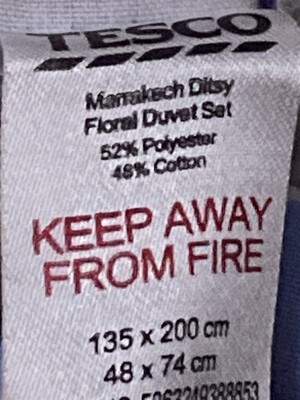 TESCO
Marrakech Ditsy
Floral Duvet Set
52% Polyester
48% Cotton
KEEP AWAY
FROM FIRE
135 x 200 cm
48 x 74 cm